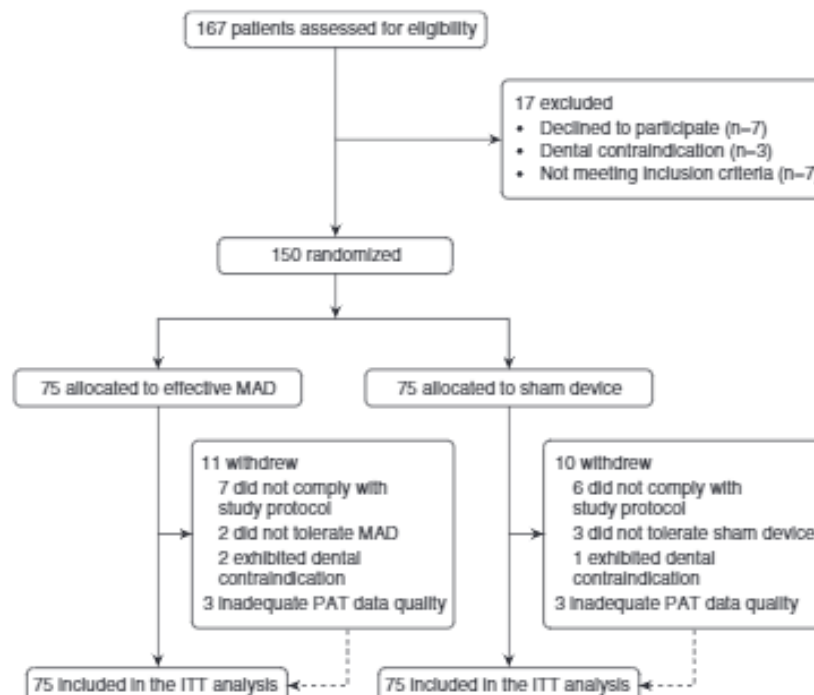 167 patients assessed for eligibility
17 excluded
• Declined to participate (n=7)
• Dental contraindication (n=3)
• Not meeting inclusion criteria (n=7
150 randomized
75 allocated to effective MAD
75 allocated to sham device
11 withdrew
7 did not comply with
study protocol
2 did not tolerate MAD
2 exhibited dental
contraindication
3 inadequate PAT data quality
10 withdrew
6 did not comply with
study protocol
3 did not tolerate sham device
1 exhibited dental
contraindication
3 inadequate PAT data quality
75 included in the ITT analysis
75 included in the ITT analysis